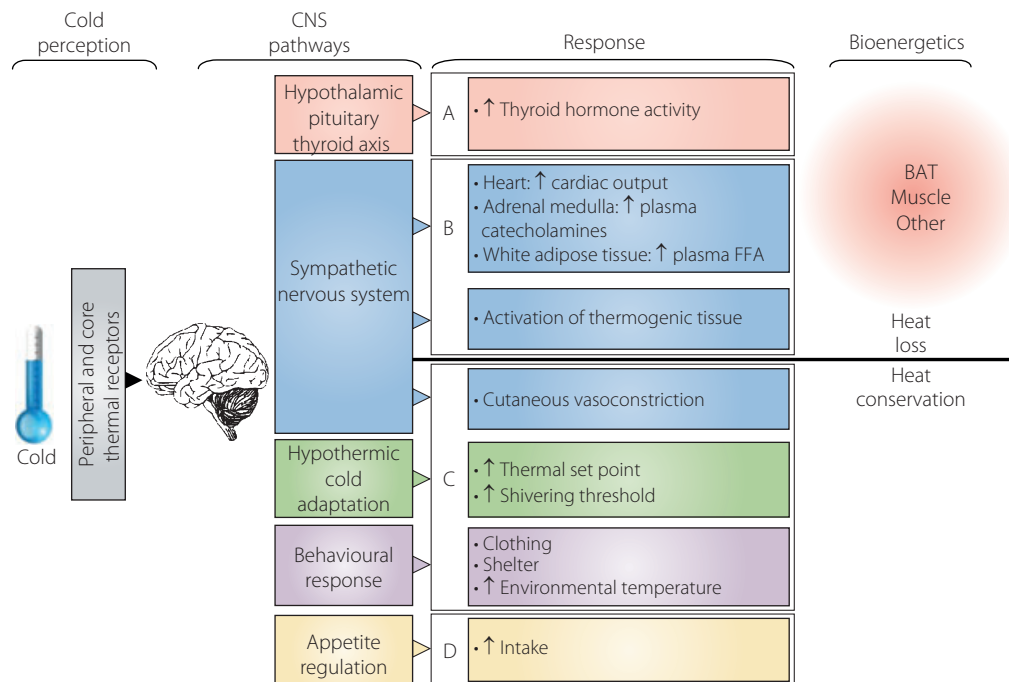 Cold
perception
CNS
pathways
Response
Bioenergetics
Cold
Peripheral and core
thermal receptors
Hypothalamic
pituitary
thyroid axis
A
• ↑ Thyroid hormone activity
Sympathetic
nervous system
B
• Heart: ↑ cardiac output
• Adrenal medulla: ↑ plasma
catecholamines
• White adipose tissue: ↑ plasma FFA
• Activation of thermogenic tissue
BAT
Muscle
Other
Heat
loss
Heat
conservation
• Cutaneous vasoconstriction
Hypothermic
cold
adaptation
C
• ↑ Thermal set point
• ↑ Shivering threshold
Behavioural
response
• Clothing
• Shelter
• ↑ Environmental temperature
Appetite
regulation
D
• ↑ Intake